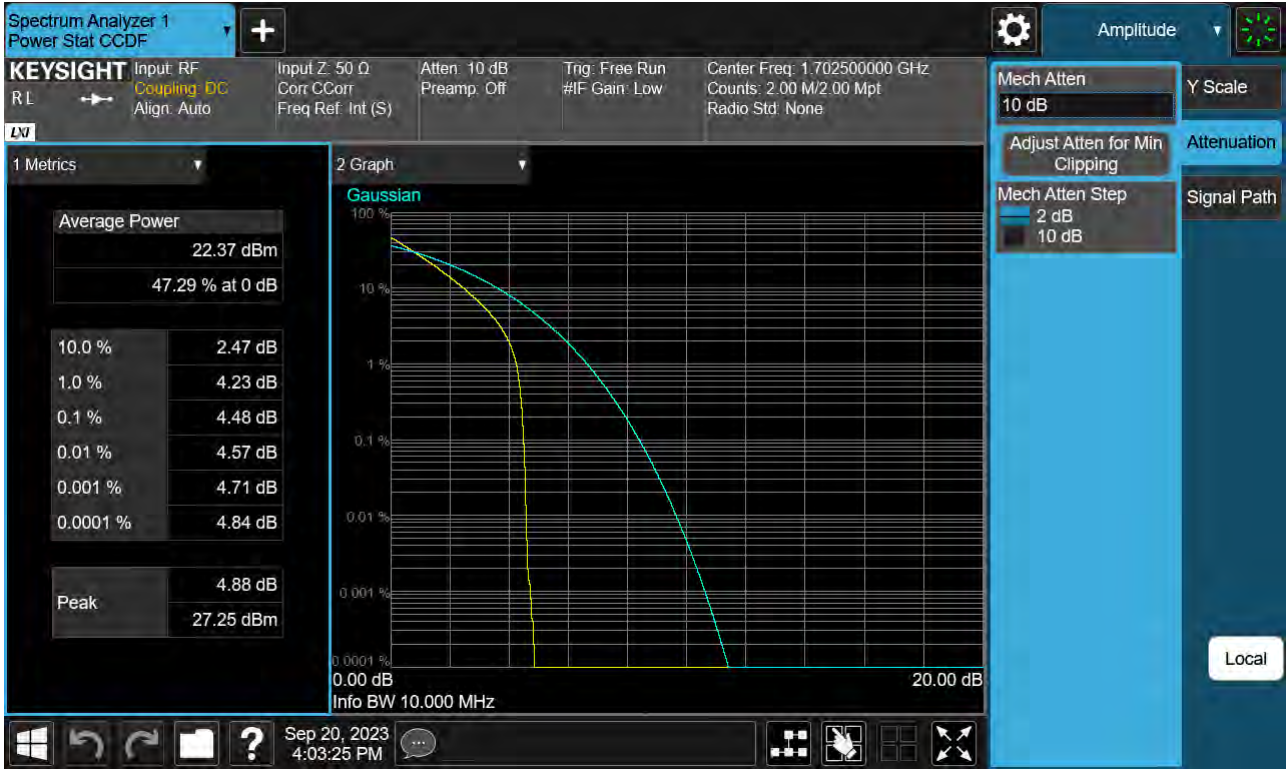 Spectrum Analyzer 1
Power Stat CCDF
+
Amplitude
KEYSIGHT
R L
LXI
Input: RF
Coupling: DC
Align: Auto
Input Z: 50 Ω
Corr CCorr
Freq Ref: Int (S)
Atten: 10 dB
Preamp: Off
Trig: Free Run
#IF Gain: Low
Center Freq: 1.702500000 GHz
Counts: 2.00 M/2.00 Mpt
Radio Std: None
1 Metrics
Average Power
22.37 dBm
47.29 % at 0 dB
10.0 % 2.47 dB
1.0 % 4.23 dB
0.1 % 4.48 dB
0.01 % 4.57 dB
0.001 % 4.71 dB
0.0001 % 4.84 dB
Peak
4.88 dB
27.25 dBm
2 Graph
Gaussian
100 %
10 %
1 %
0.1 %
0.01 %
0.001 %
0.0001 %
0.00 dB 20.00 dB
Info BW 10.000 MHz
Mech Atten
10 dB
Adjust Atten for Min
Clipping
Mech Atten Step
2 dB
10 dB
Y Scale
Attenuation
Signal Path
Local
?
Sep 20, 2023
4:03:25 PM